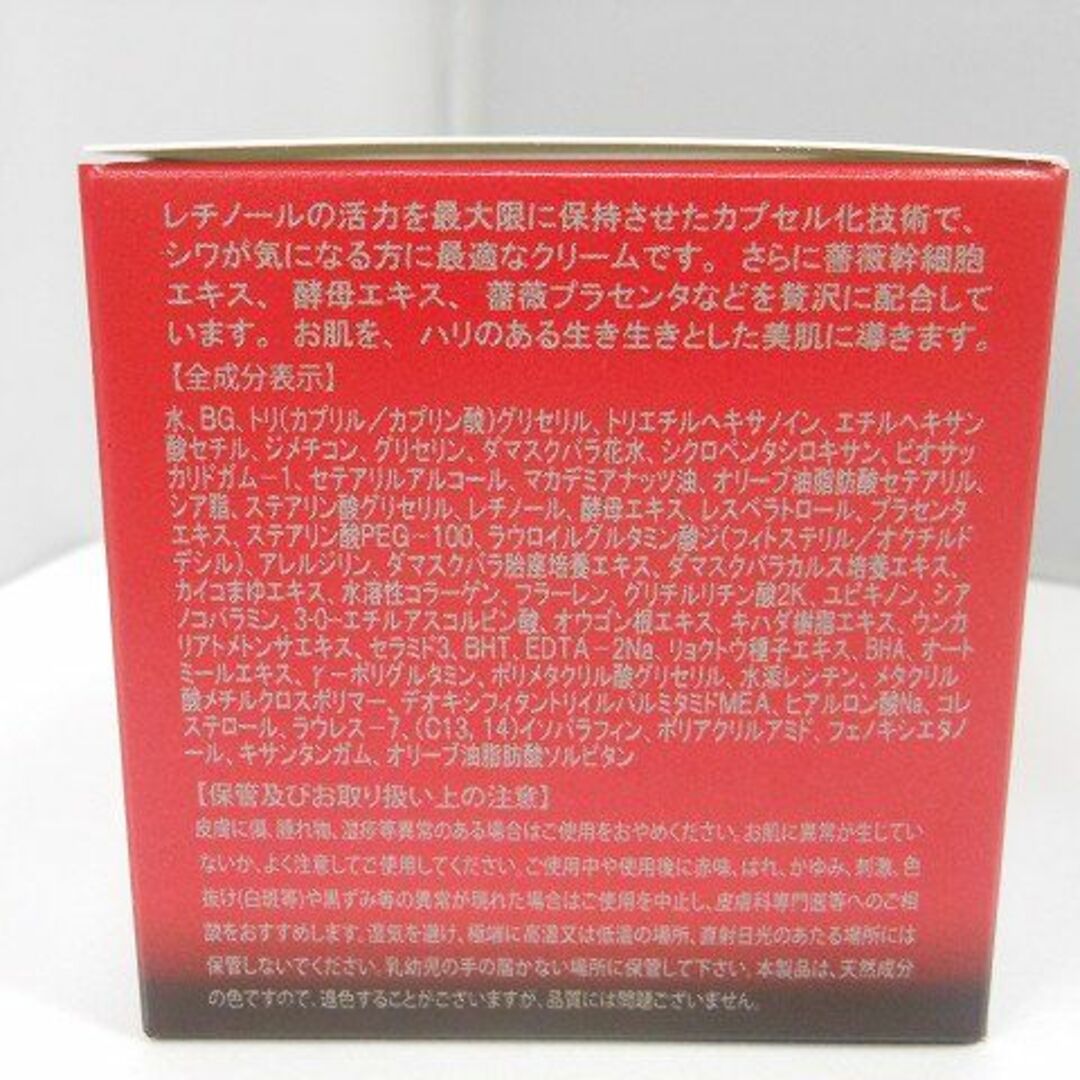 レチノールの活力を最大限に保持させたカプセル化技術で、
シワが気になる方に最適なクリームです。さらに薔薇幹細胞
エキス、酵母エキス、薔薇プラセンタなどを贅沢に配合して
います。お肌を、ハリのある生き生きとした美肌に導きます。
【全成分表示】
水、BG、トリ(カプリル/カプリン酸)グリセリル、トリエチルヘキサノイン、エチルヘキサン
酸セチル、ジメチコン、グリセリン、ダマスクバラ花水、シクロペンタシロキサン、ビオサッ
カリドガム-1、セテアリルアルコール、マカデミアナッツ油、オリーブ油脂肪酸セテアリル、
シア脂、ステアリン酸グリセリル、レチノール、酵母エキス、レスベラトロール、プラセンタ
エキス、ステアリン酸PEG-100、ラウロイルグルタミン酸ジ(フィトステリル/オクチルド
デシル)、アレルジリン、ダマスクバラ胎座培養エキス、ダマスクバラカルス培養エキス、
カイコまゆエキス、水溶性コラーゲン、フラーレン、グリチルリチン酸2K、ユビキノン、シア
ノコバラミン、3-O-エチルアスコルビン酸、オウゴン根エキス、キハダ樹脂エキス、ウンカ
リアトメントサエキス、セラミド3、BHT、EDTA-2Na、リョクトウ種子エキス、BHA、オート
ミールエキス、γ-ポリグルタミン、ポリメタクリル酸グリセリル、水添レシチン、メタクリル
酸メチルクロスポリマー、デオキシフィタントリイルパルミタミドMEA、ヒアルロン酸Na、コレ
ステロール、ラウレス-7、(C13,14)イソパラフィン、ポリアクリルアミド、フェノキシエタノ
ール、キサンタンガム、オリーブ油脂肪酸ソルビタン
【保管及びお取り扱い上の注意】
皮膚に傷、腫れ物、湿疹等異常のある場合はご使用をおやめください。お肌に異常が生じてい
ないか、よく注意してご使用してください。ご使用中や使用後に赤味、はれ、かゆみ、刺激、色
抜け(白斑等)や黒ずみ等の異常が現れた場合はご使用を中止し、皮膚科専門医等へのご相
談をおすすめします。湿気を避け、極端に高温又は低温の場所、直射日光のあたる場所には
保管しないでください。乳幼児の手の届かない場所に保管して下さい。本製品は、天然成分
の色ですので、退色することがございますが、品質には問題ございません。